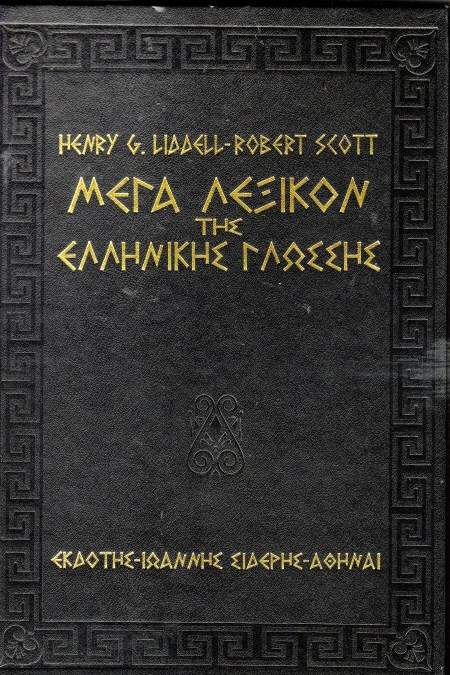 HENRY G. LIDDELL-ROBERT SCOTT
ΜΕΓΑ ΛΕΞΙΚΟΝ
ΤΗΣ
ΕΛΛΗΝΙΚΗΣ ΓΛΩΣΣΗΣ
ΕΚΔΟΤΗΣ-ΙΩΑΝΝΗΣ ΣΙΔΕΡΗΣ-ΑΘΗΝΑΙ